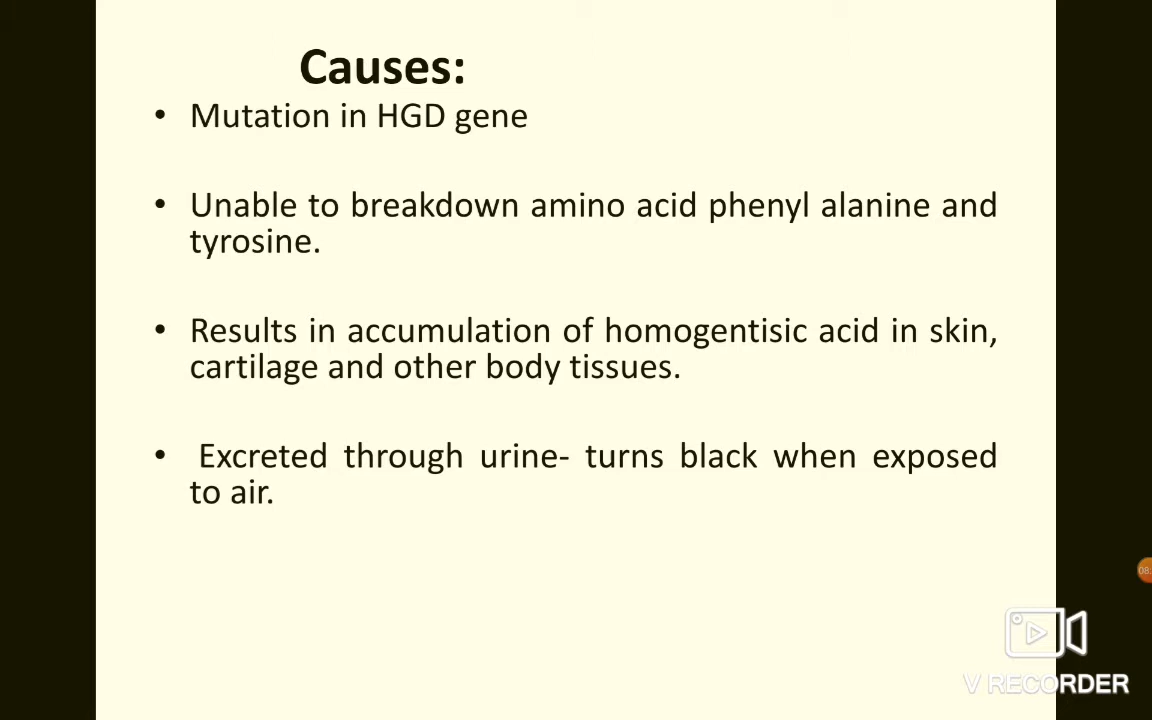 Causes:
• Mutation in HGD gene
• Unable to breakdown amino acid phenyl alanine and
tyrosine.
• Results in accumulation of homogentisic acid in skin,
cartilage and other body tissues.
• Excreted through urine- turns black when exposed
to air.
08:
V RECORDER